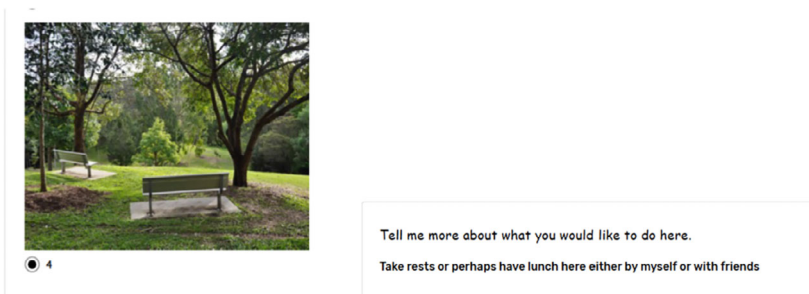 4
Tell me more about what you would like to do here.
Take rests or perhaps have lunch here either by myself or with friends